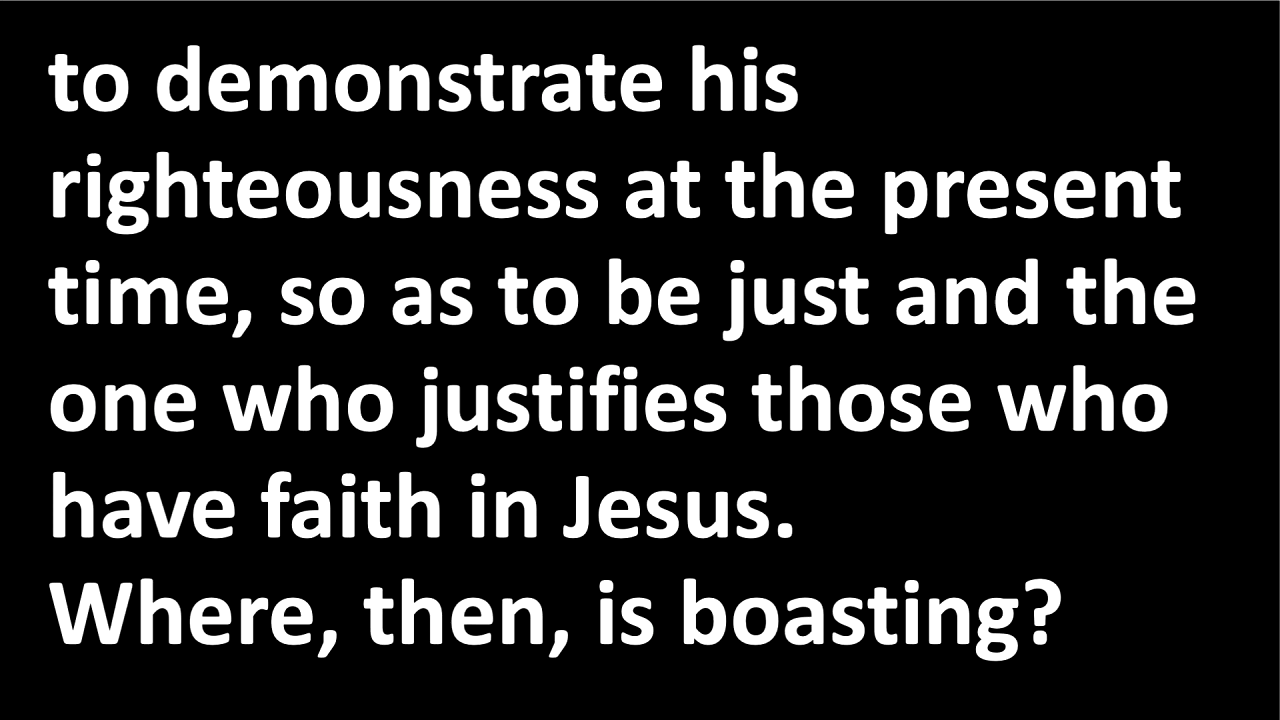 to demonstrate his
righteousness at the present
time, so as to be just and the
one who justifies those who
have faith in Jesus.
Where, then, is boasting?